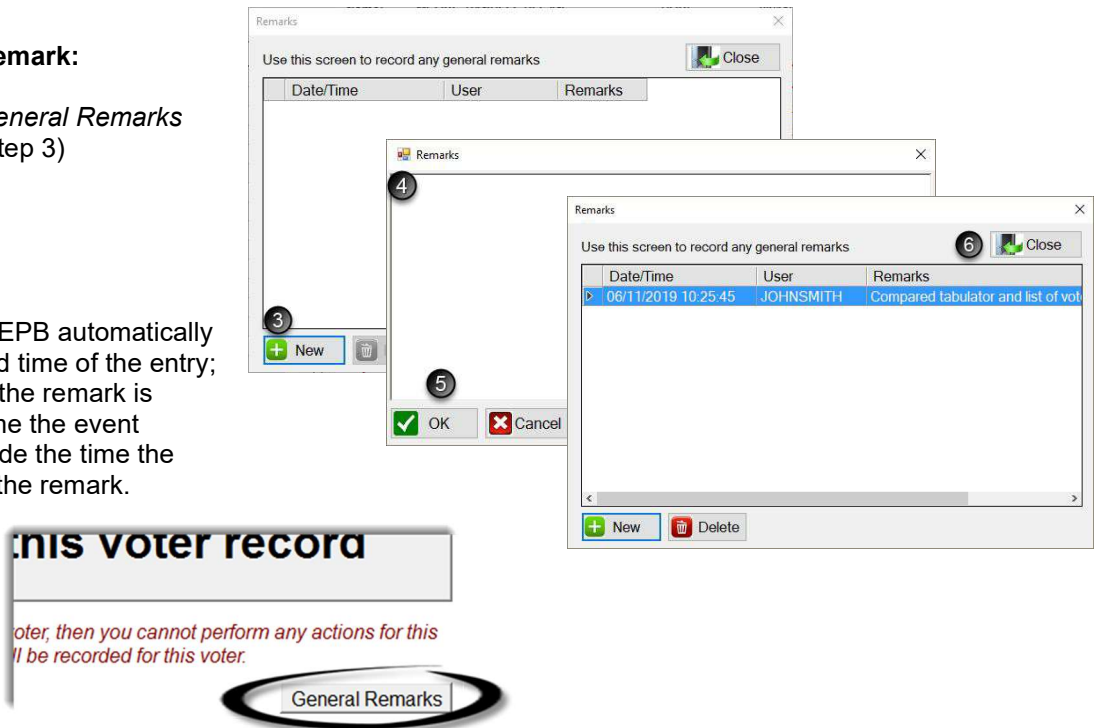 emark:
eneral Remarks
tep 3)
EPB automatically
d time of the entry;
the remark is
ne the event
de the time the
the remark.
Remarks
Use this screen to record any general remarks
Close
Date/Time User Remarks
3
New
Remarks
4
5
OK Cancel
Remarks
Use this screen to record any general remarks
6 Close
Date/Time User Remarks
06/11/2019 10:25:45 JOHNSMITH Compared tabulator and list of vot
New Delete
this voter record
oter, then you cannot perform any actions for this
ll be recorded for this voter.
General Remarks